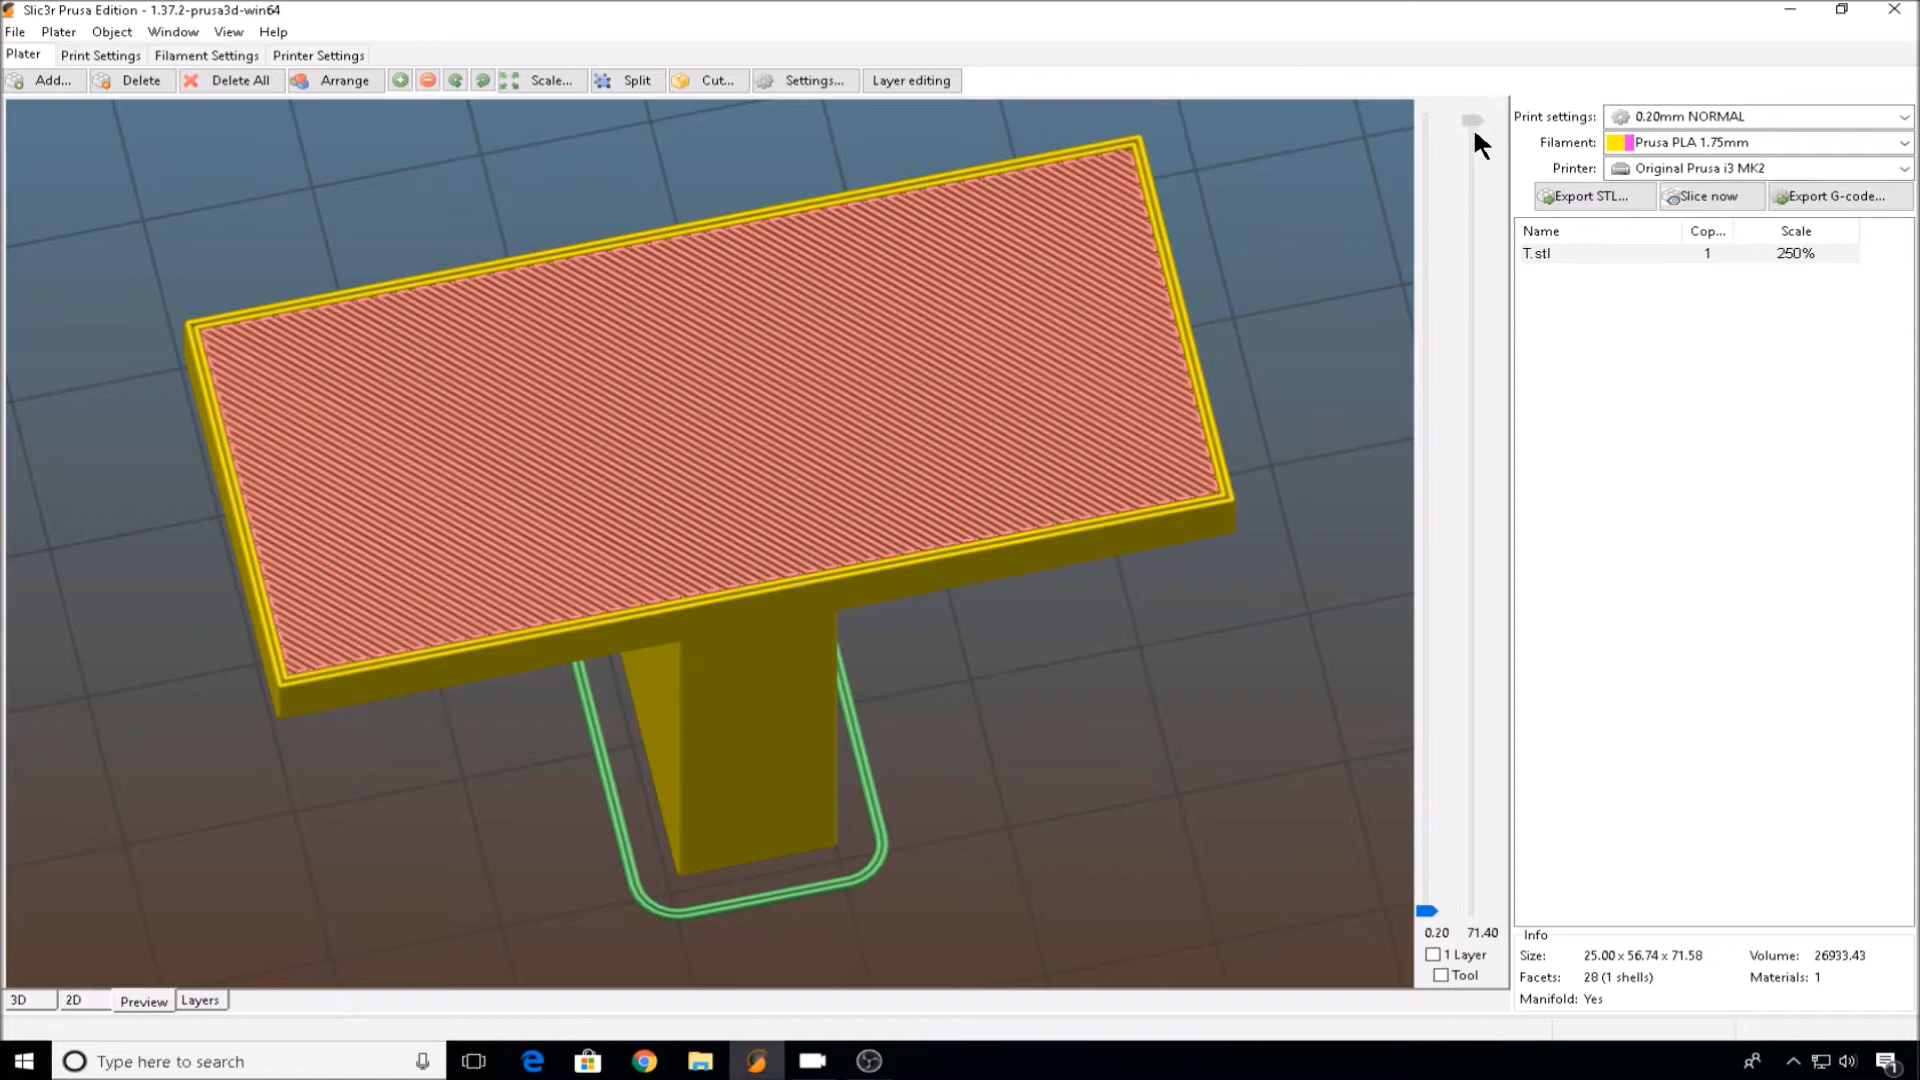 Slic3r Prusa Edition - 1.37.2-prusa3d-win64
File Plater Object Window View Help
Plater Print Settings Filament Settings Printer Settings
Add... Delete Delete All Arrange Scale... Split Cut... Settings... Layer editing
Print settings: 0.20mm NORMAL
Filament: Prusa PLA 1.75mm
Printer: Original Prusa i3 MK2
Export STL... Slice now Export G-code...
Name Cop... Scale
T.stl 1 250%
0.20 71.40
1 Layer
Tool
Info
Size: 25.00 x 56.74 x 71.58 Volume: 26933.43
Facets: 28 (1 shells) Materials: 1
Manifold: Yes
3D 2D Preview Layers
Type here to search
1